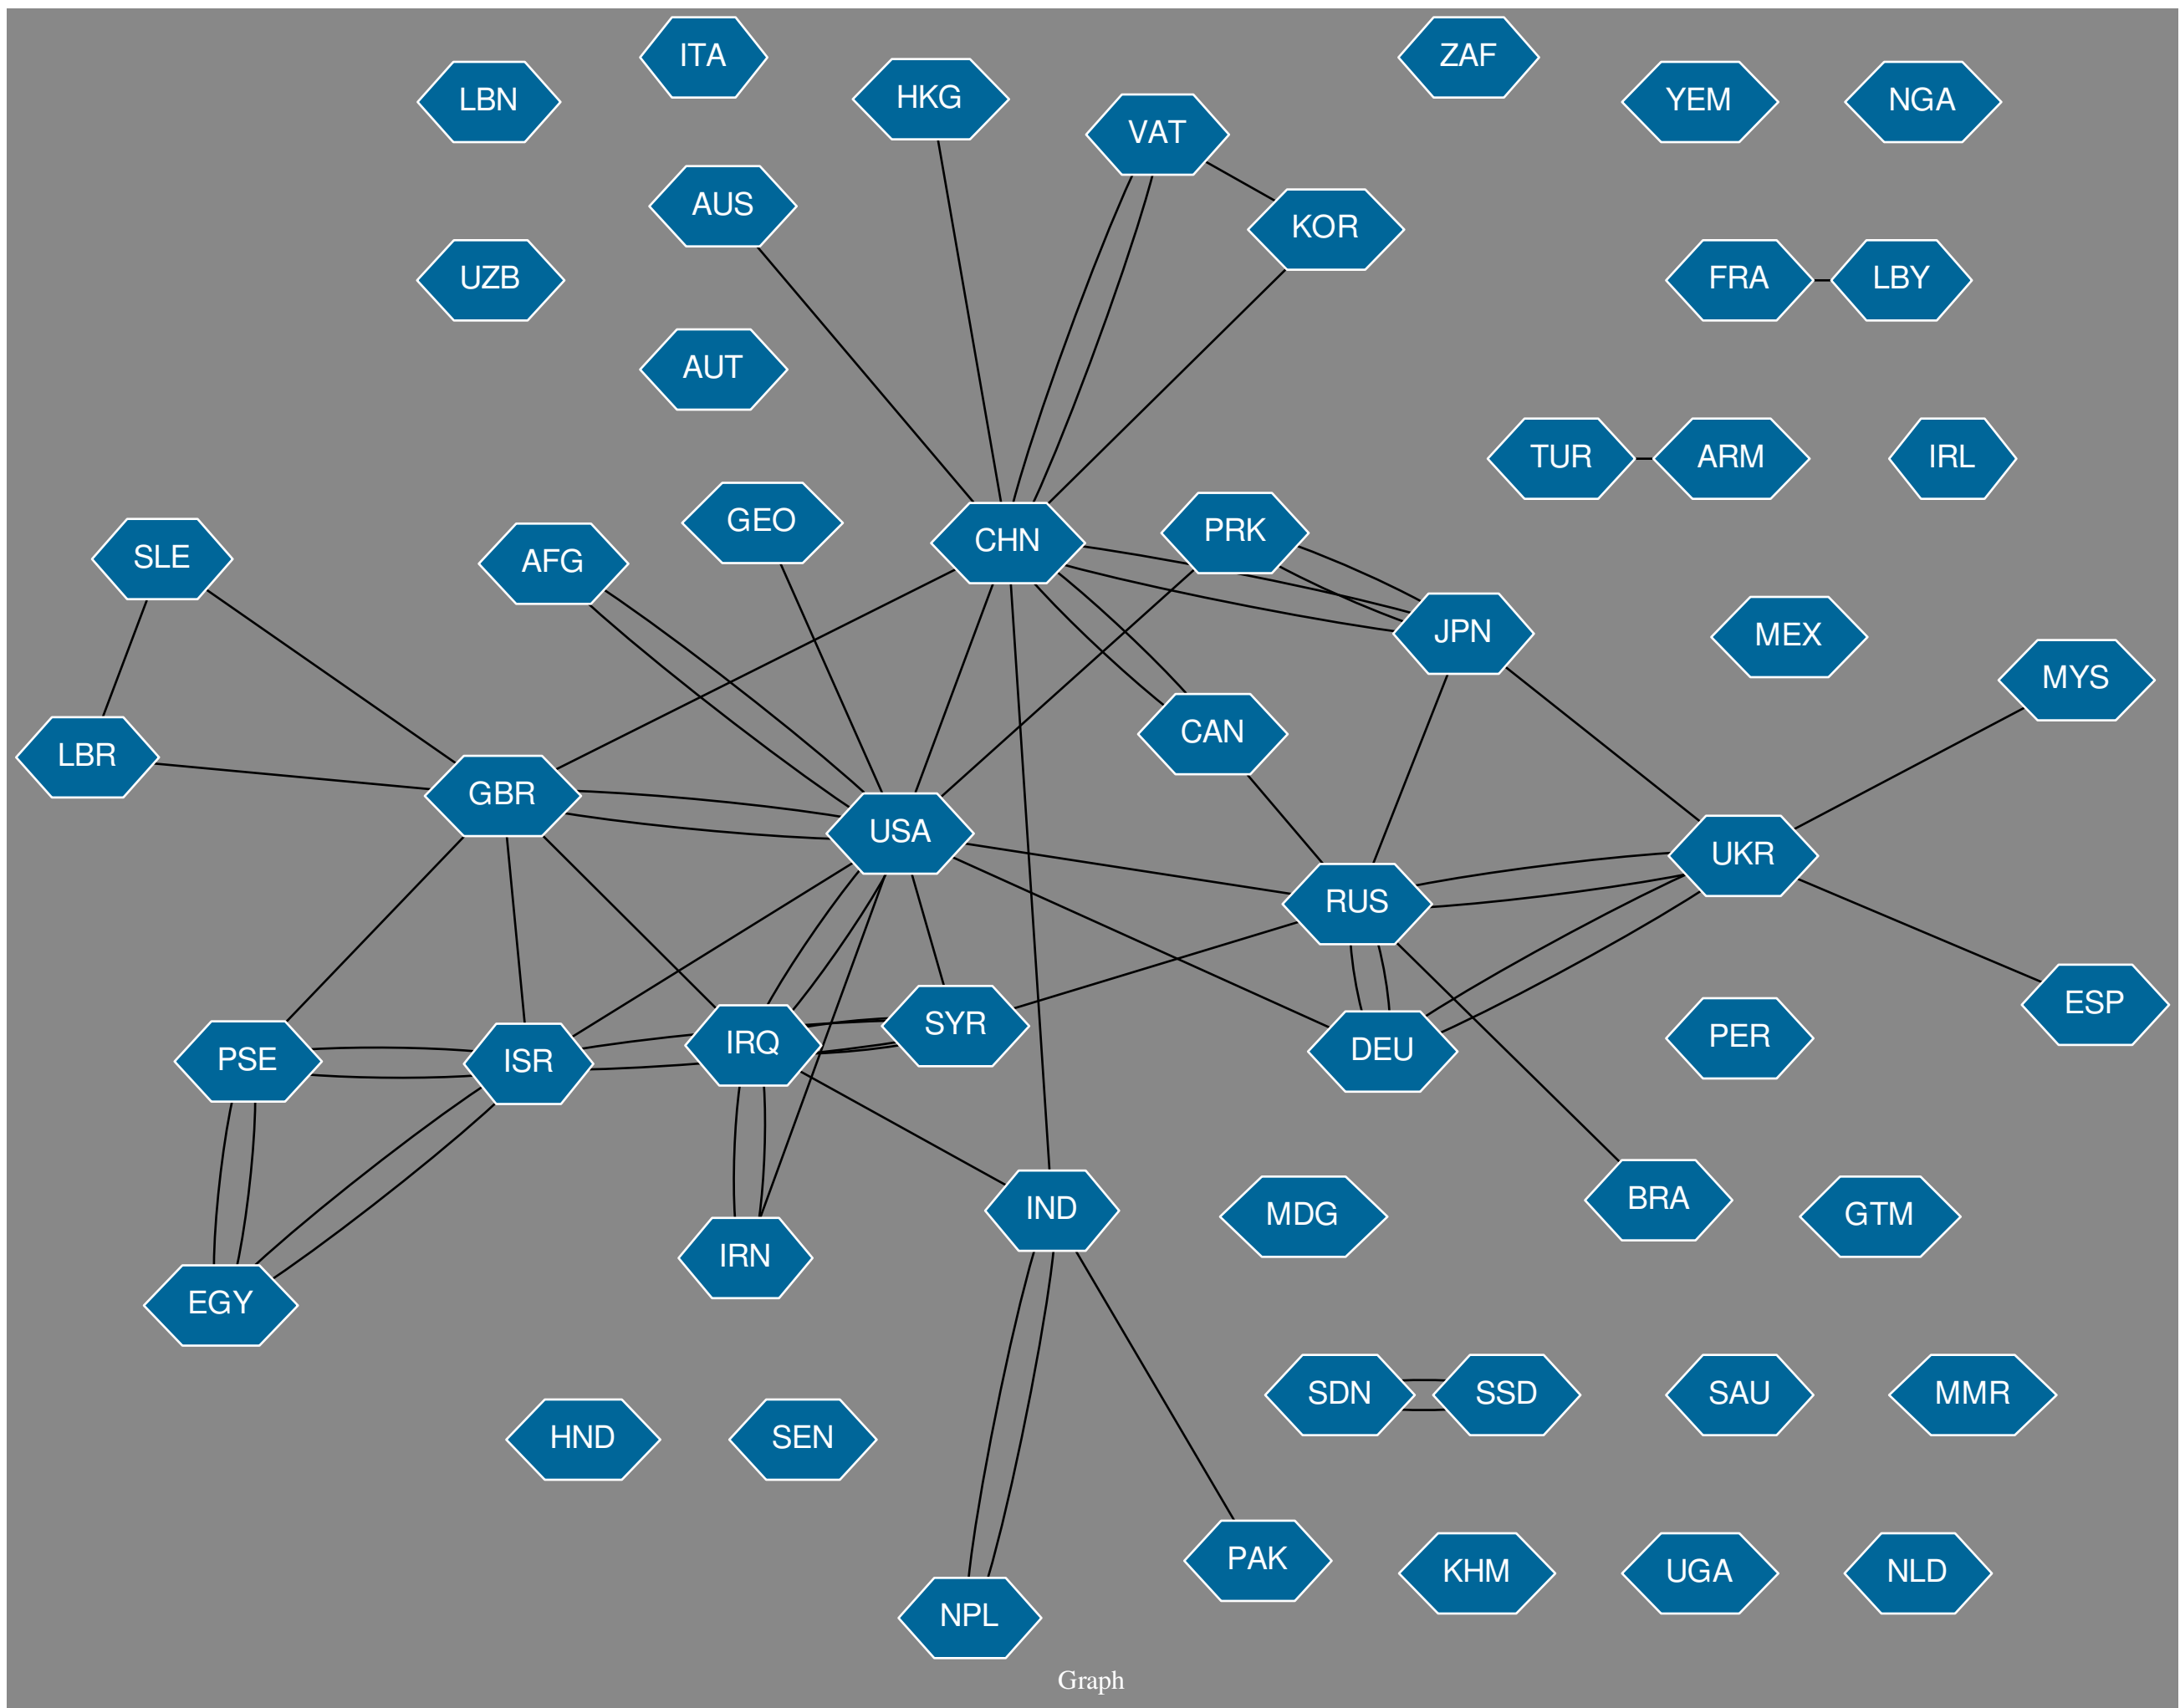 ITA
ZAF
LBN
HKG
YEM
NGA
VAT
AUS
KOR
UZB
FRA
LBY
AUT
TUR
ARM
IRL
GEO
CHN
PRK
SLE
AFG
JPN
MEX
MYS
LBR
CAN
GBR
USA
UKR
RUS
ESP
PSE
ISR
IRQ
SYR
DEU
PER
IND
BRA
MDG
GTM
IRN
EGY
SDN
SSD
SAU
MMR
HND
SEN
PAK
KHM
UGA
NLD
NPL
Graph